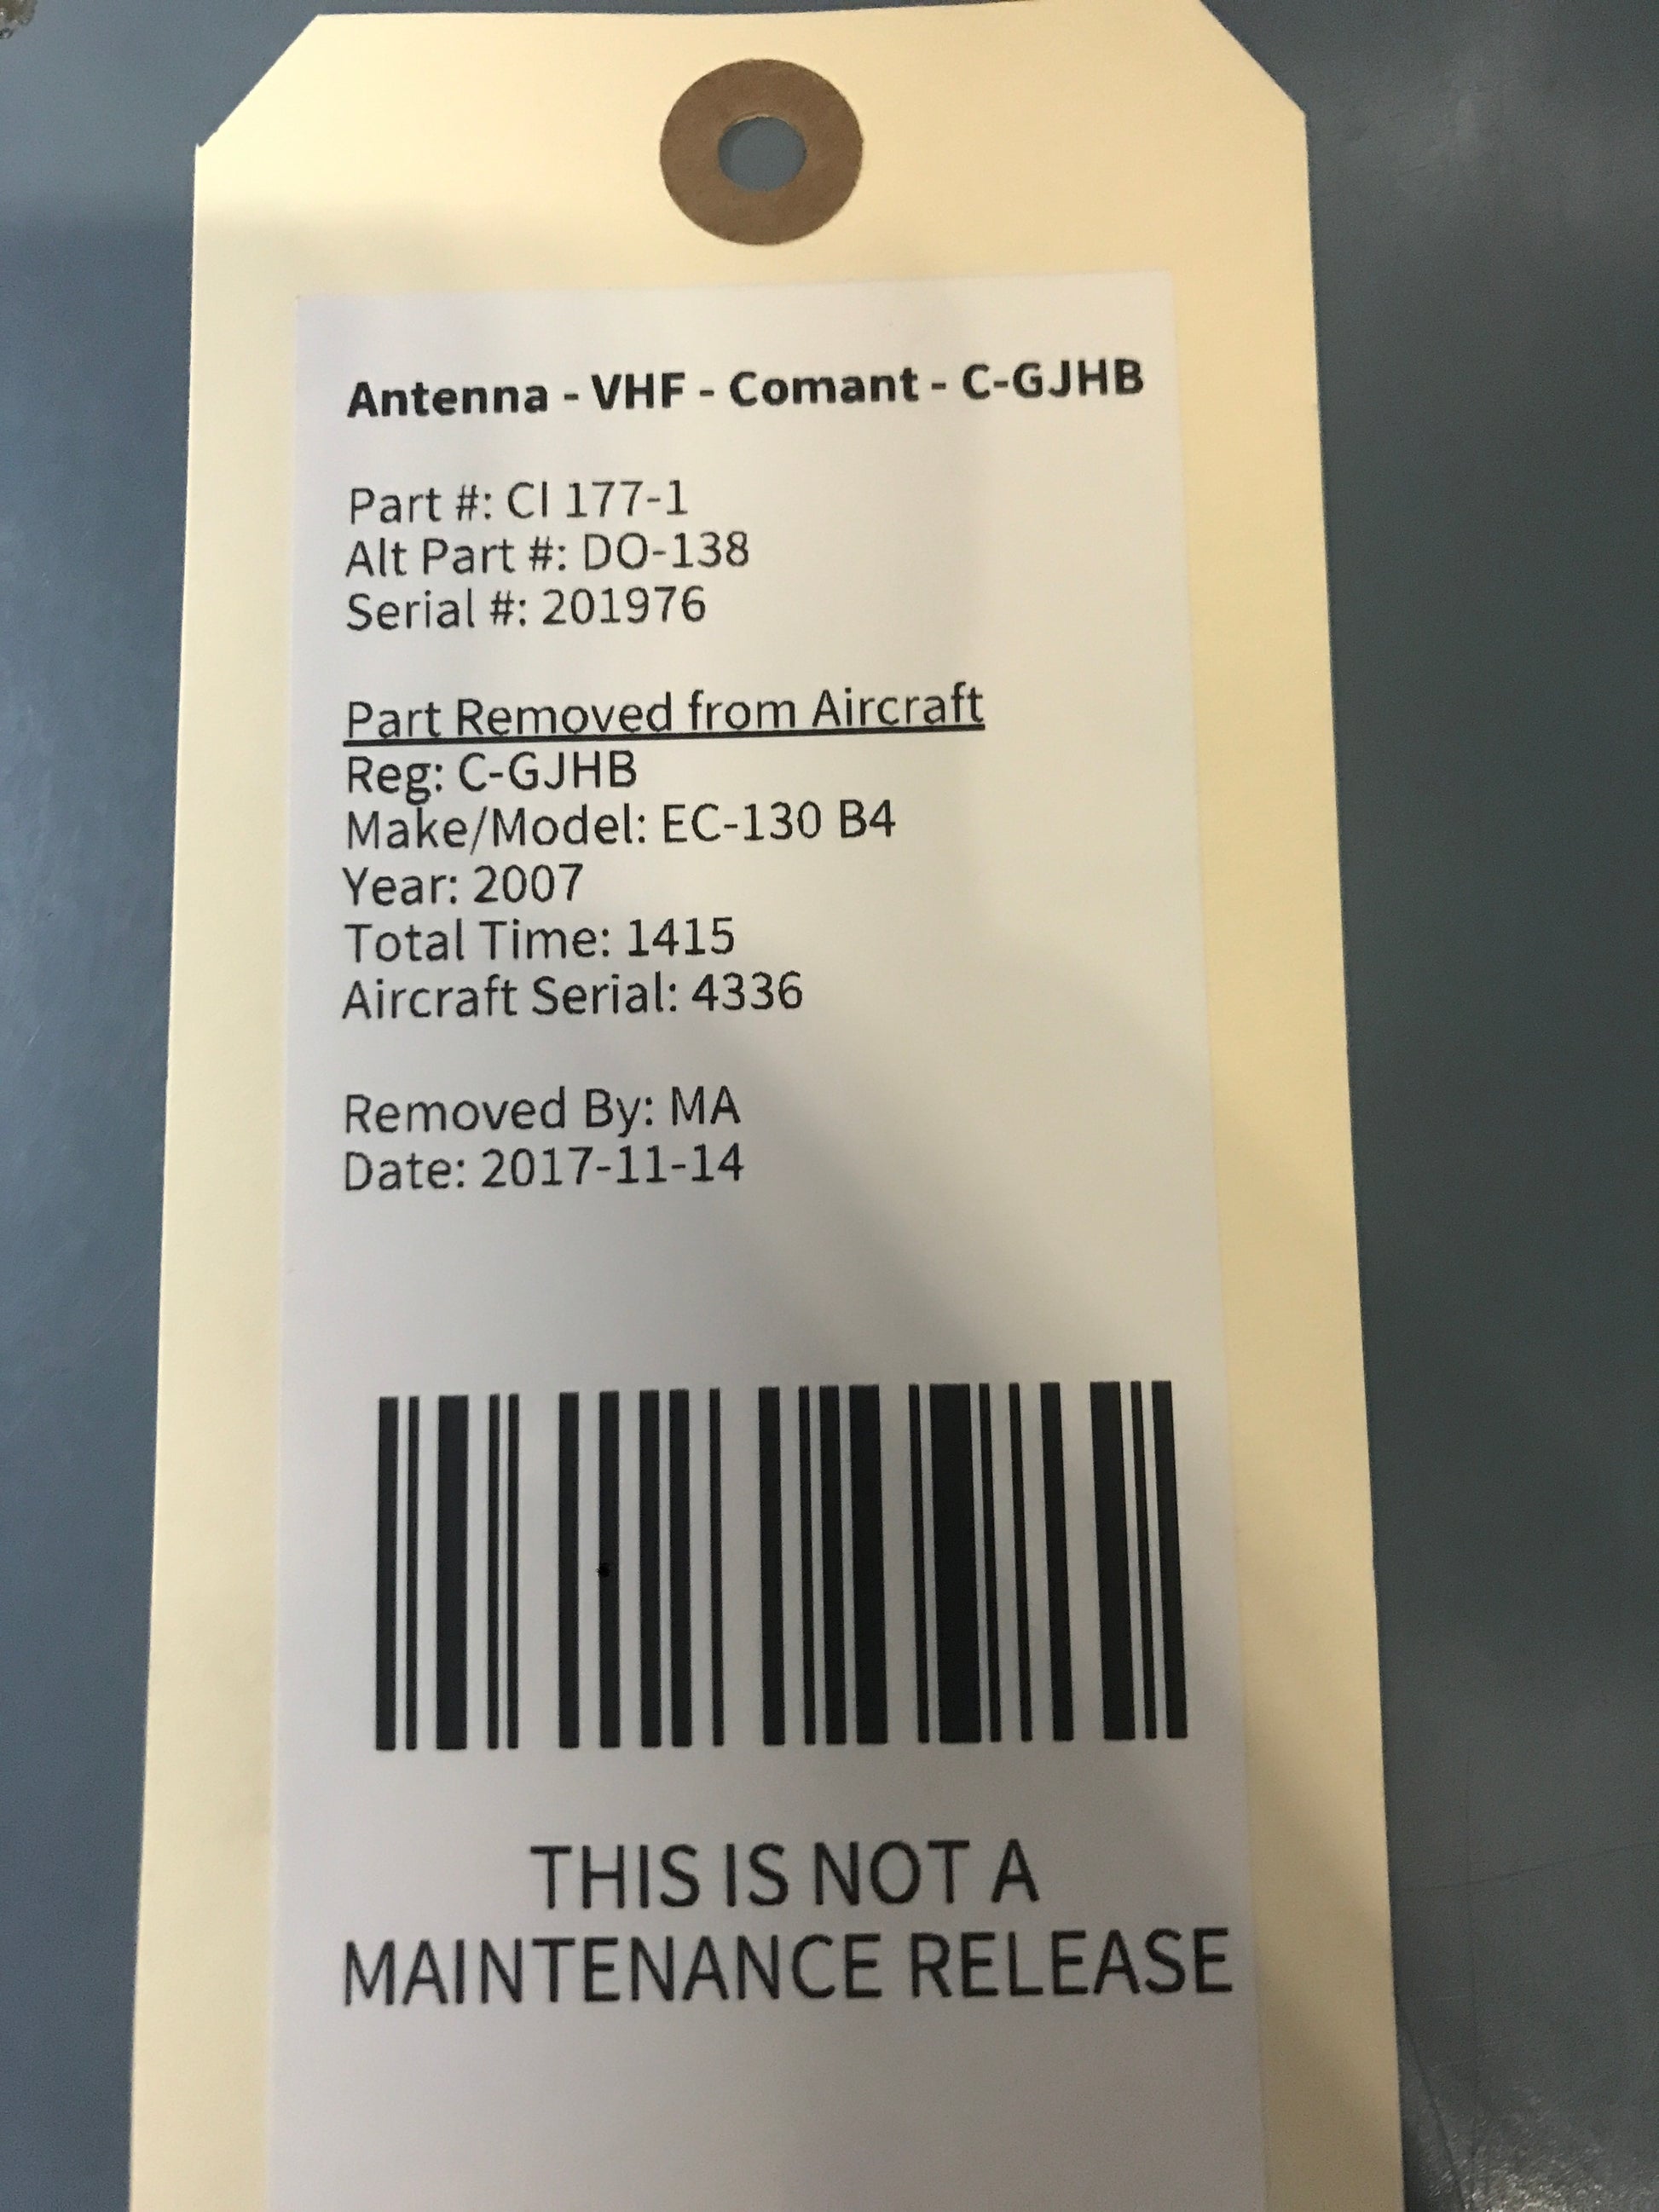 Antenna - VHF - Comant - C-GJHB
Part #: CI 177-1
Alt Part #: DO-138
Serial #: 201976
Part Removed from Aircraft
Reg: C-GJHB
Make/Model: EC-130 B4
Year: 2007
Total Time: 1415
Aircraft Serial: 4336
Removed By: MA
Date: 2017-11-14
THIS IS NOT A
MAINTENANCE RELEASE